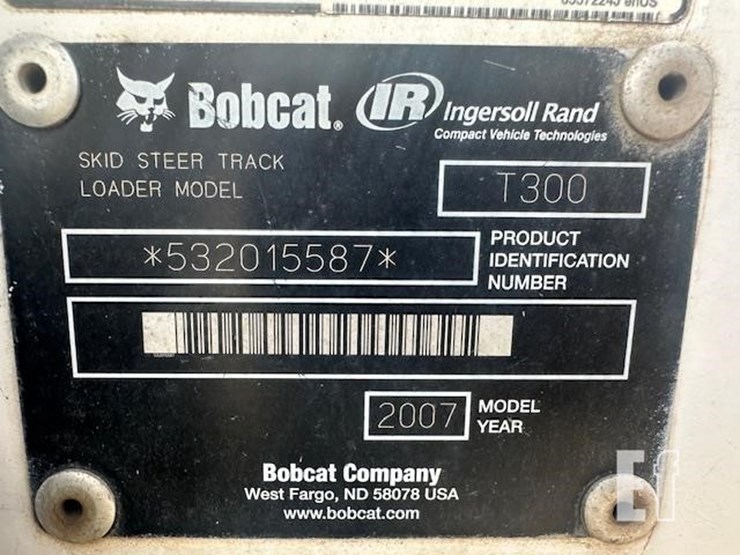 Bobcat. IR Ingersoll Rand
Compact Vehicle Technologies
SKID STEER TRACK
LOADER MODEL
T300
*532015587*
PRODUCT
IDENTIFICATION
NUMBER
2007
MODEL
YEAR
Bobcat Company
West Fargo, ND 58078 USA
www.bobcat.com